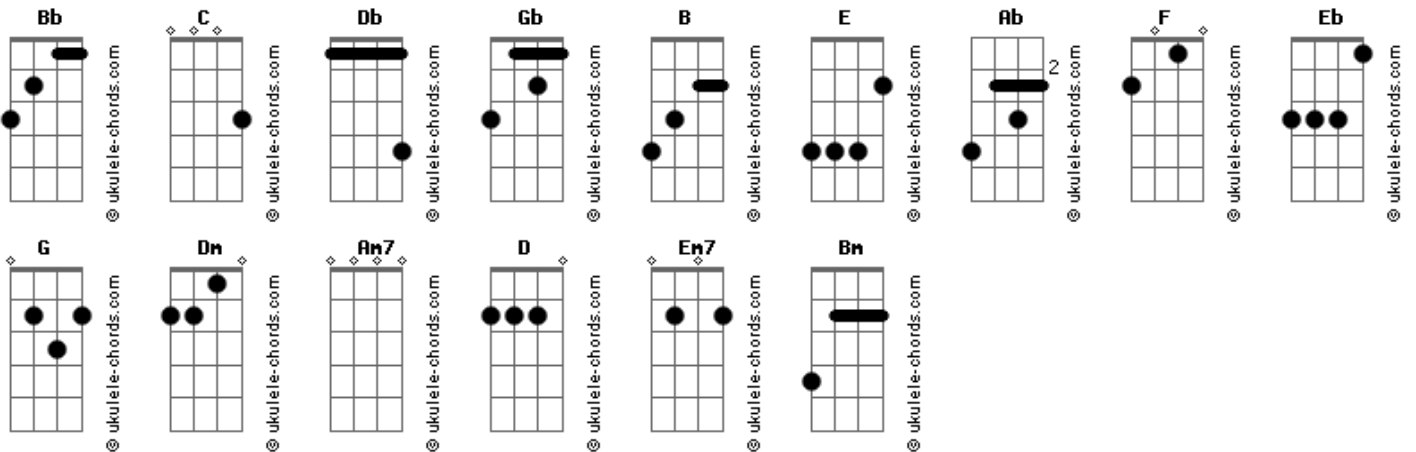 Bb C Db Gb B E Ab F Eb
2
© ukulele-chords.com © ukulele-chords.com © ukulele-chords.com © ukulele-chords.com © ukulele-chords.com © ukulele-chords.com © ukulele-chords.com © ukulele-chords.com © ukulele-chords.com
G Dm Am7 D Em7 Bm
© ukulele-chords.com © ukulele-chords.com © ukulele-chords.com © ukulele-chords.com © ukulele-chords.com © ukulele-chords.com